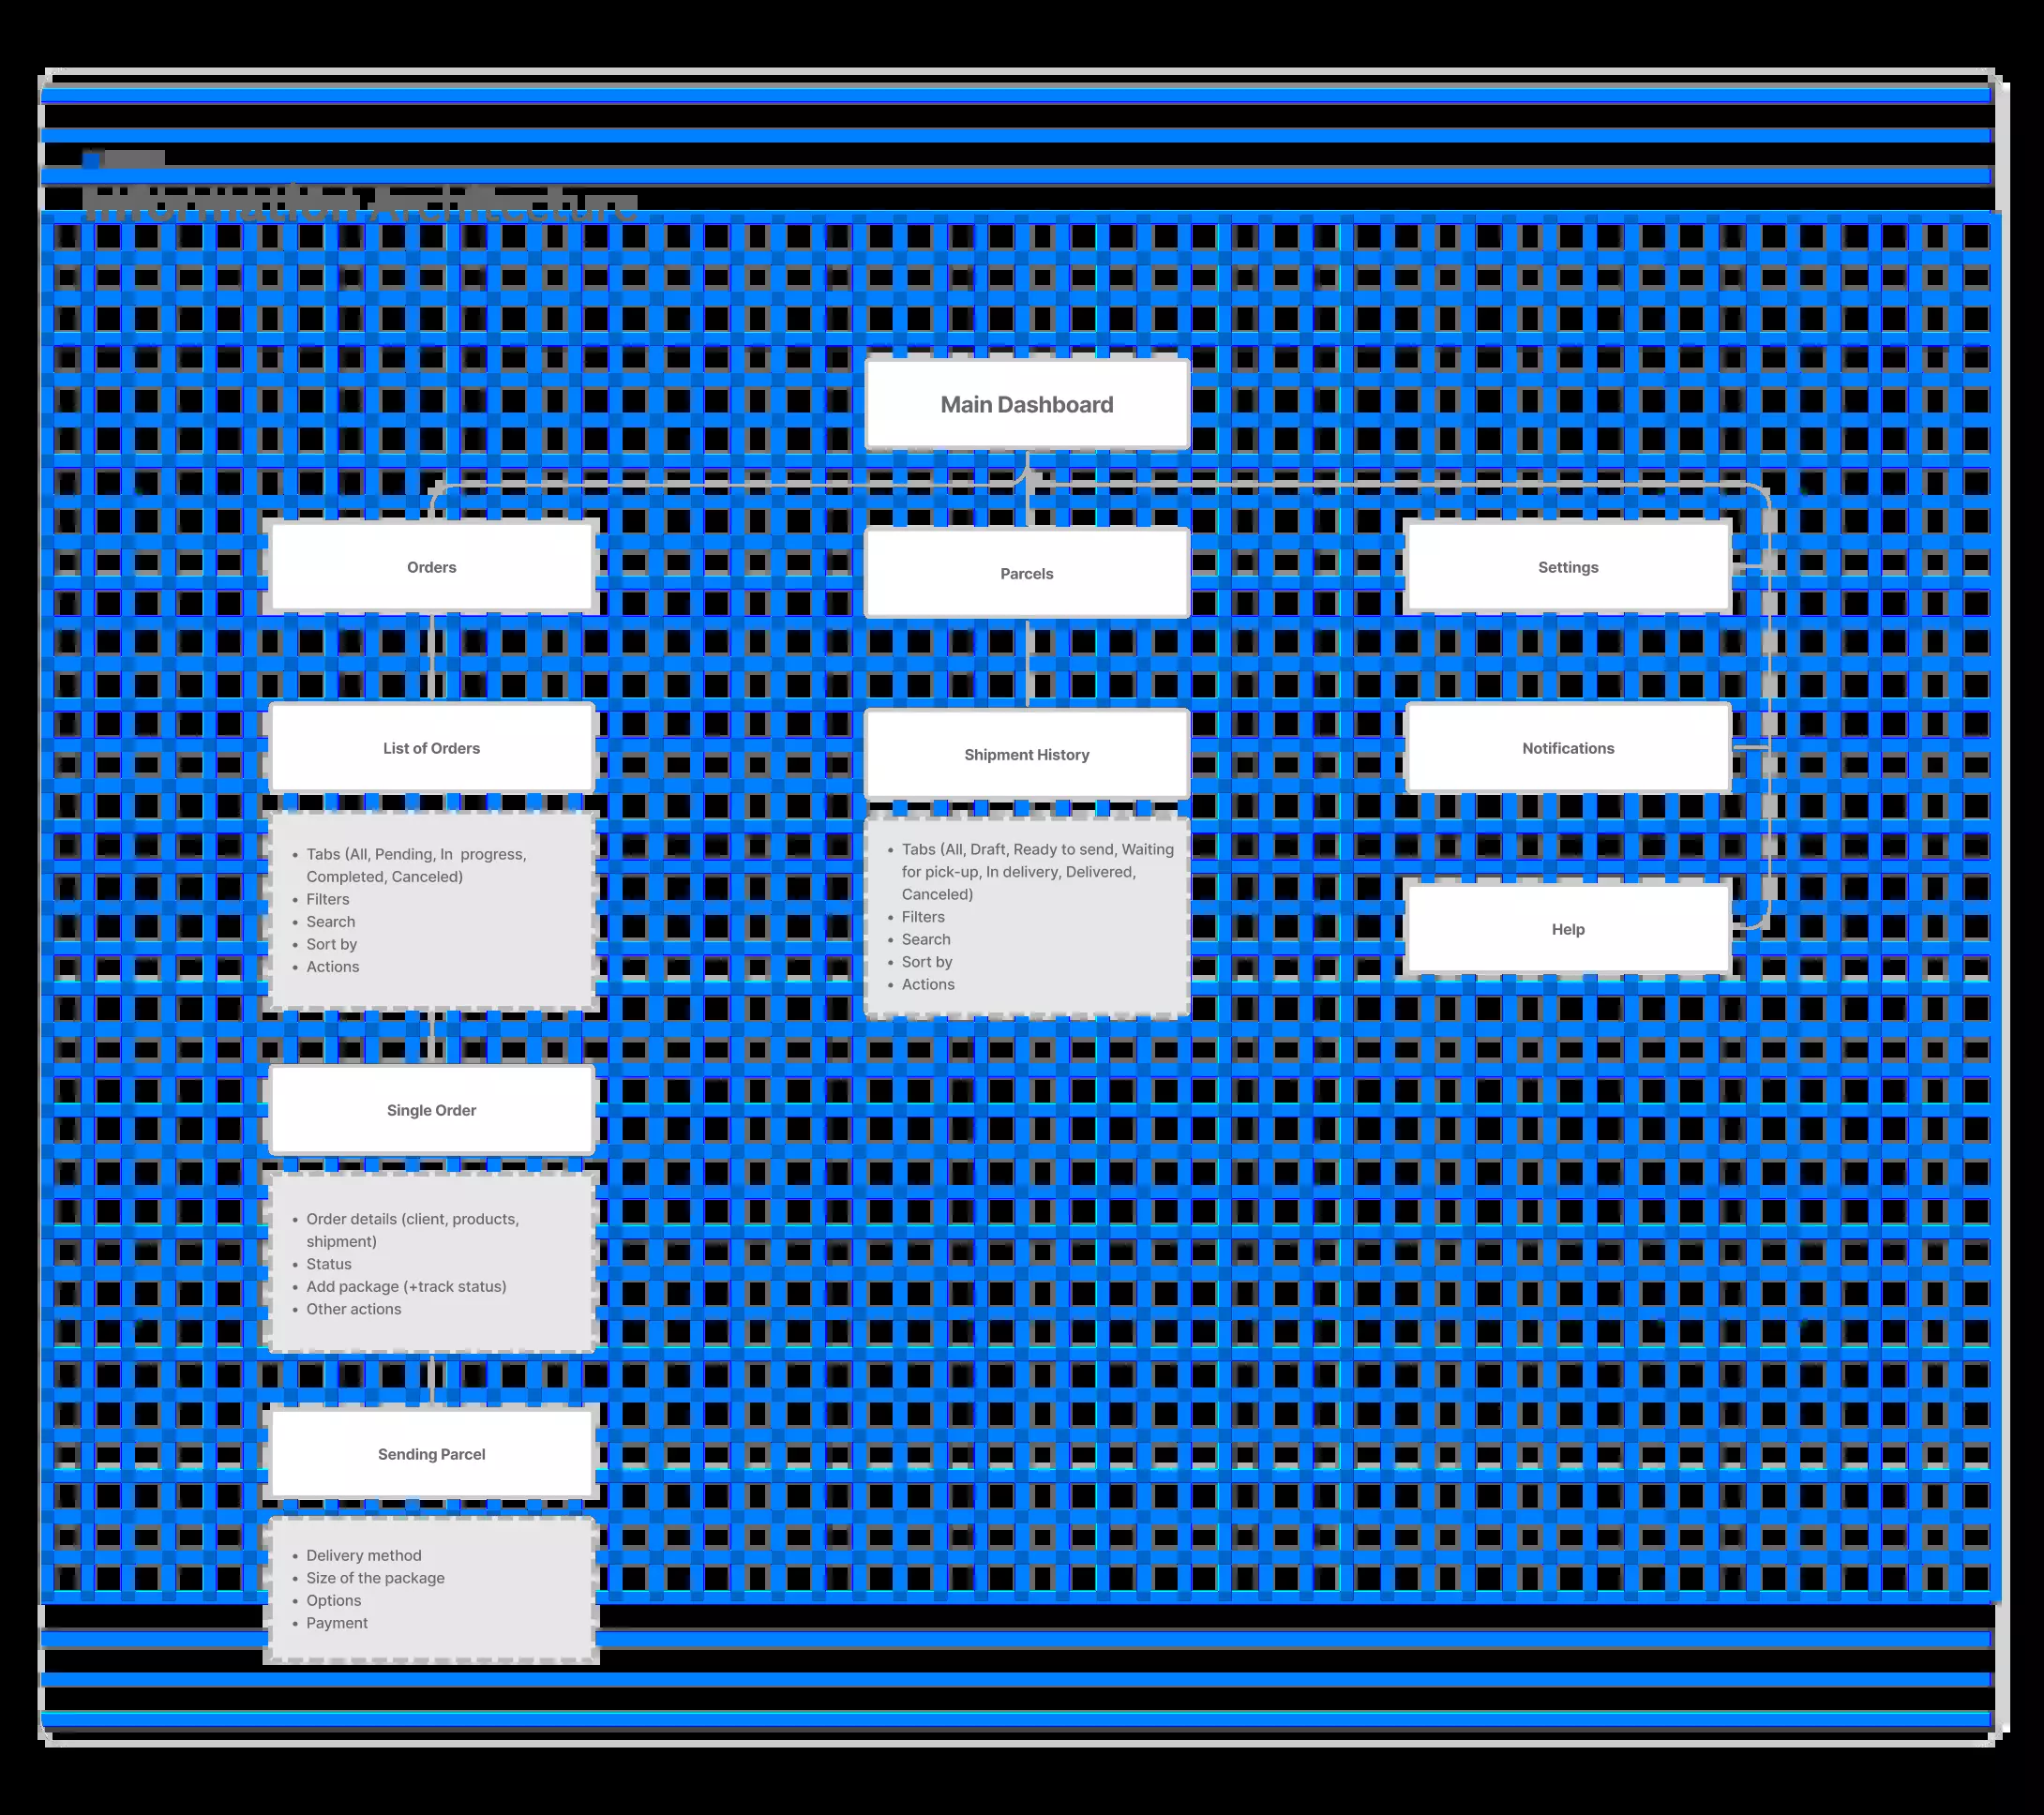 Information Architecture
Main Dashboard
Orders
Parcels
Settings
List of Orders
Shipment History
Notifications
• Tabs (All, Pending, In progress,
Completed, Canceled)
• Filters
• Search
• Sort by
• Actions
• Tabs (All, Draft, Ready to send, Waiting
for pick-up, In delivery, Delivered,
Canceled)
• Filters
• Search
• Sort by
• Actions
Help
Single Order
• Order details (client, products,
shipment)
• Status
• Add package (+track status)
• Other actions
Sending Parcel
• Delivery method
• Size of the package
• Options
• Payment